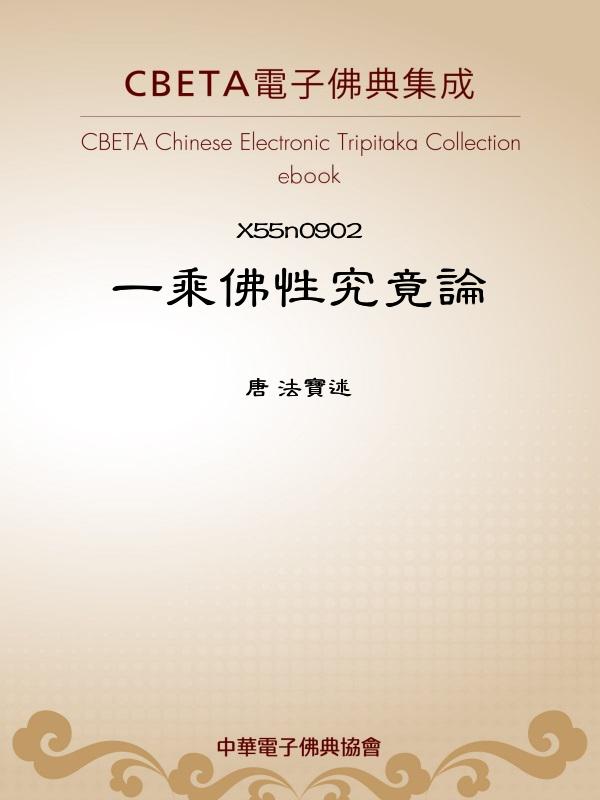 CBETA電子佛典集成
CBETA Chinese Electronic Tripitaka Collection
ebook
X55n0902
一乘佛性究竟論
唐 法寶述
中華電子佛典協會